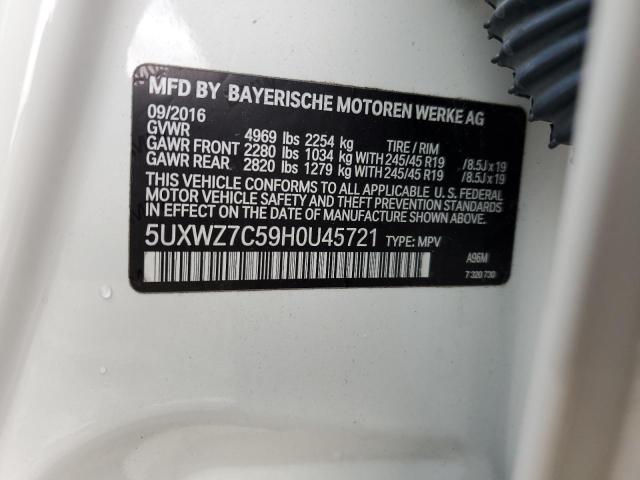 MFD BY BAYERISCHE MOTOREN WERKE AG
09/2016
GVWR 4969 lbs 2254 kg TIRE / RIM
GAWR FRONT 2280 lbs 1034 kg WITH 245/45 R19 /8.5J x 19
GAWR REAR 2820 lbs 1279 kg WITH 245/45 R19 /8.5J x 19
THIS VEHICLE CONFORMS TO ALL APPLICABLE U. S. FEDERAL
MOTOR VEHICLE SAFETY AND THEFT PREVENTION STANDARDS
IN EFFECT ON THE DATE OF MANUFACTURE SHOWN ABOVE.
5UXWZ7C59H0U45721 TYPE: MPV A96M
7 320 730